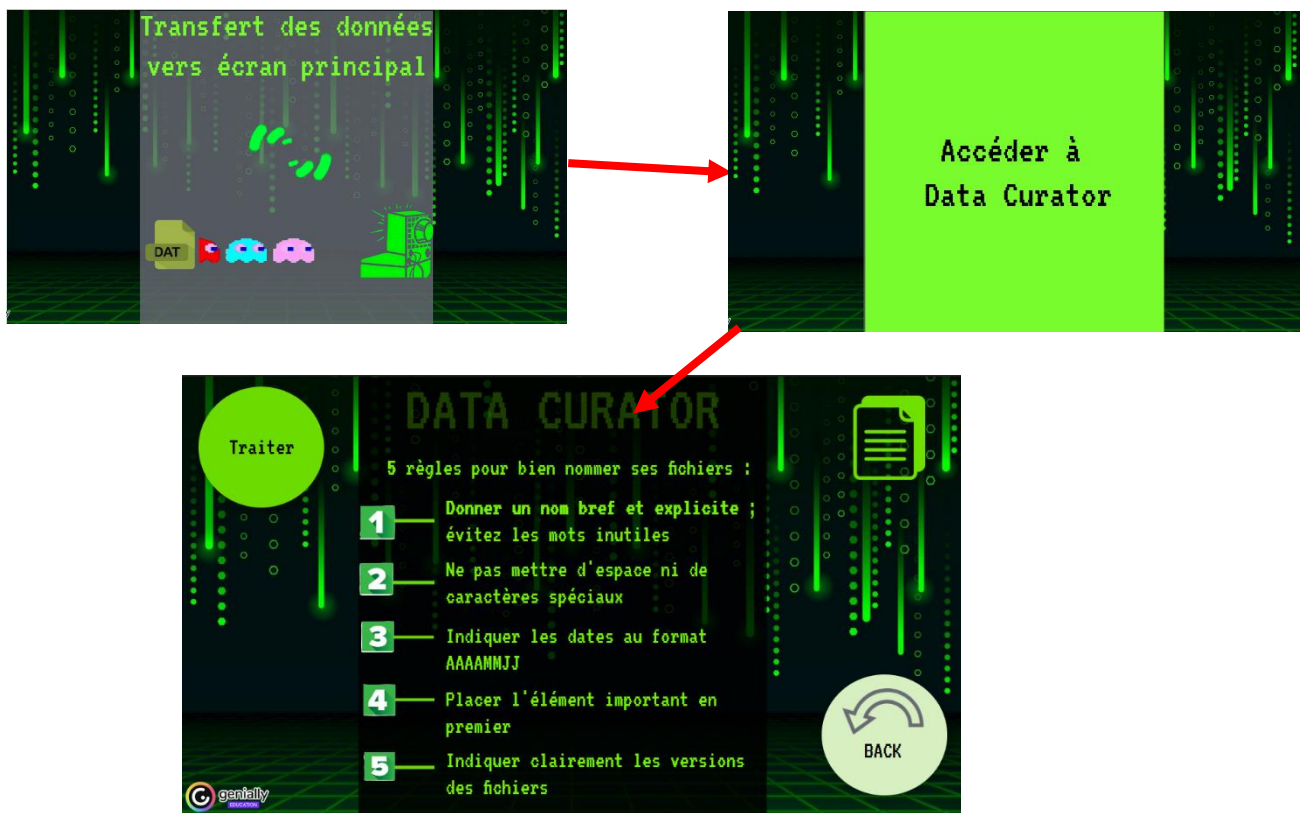 Transfert des données
vers écran principal
DAT
Accéder à
Data Curator
Traiter
DATA CURATOR
5 règles pour bien nommer ses fichiers :
1
Donner un nom bref et explicite ;
évitez les mots inutiles
2
Ne pas mettre d'espace ni de
caractères spéciaux
3
Indiquer les dates au format
AAAAMMJJ
4
Placer l'élément important en
premier
5
Indiquer clairement les versions
des fichiers
BACK
genially
EDUCATION